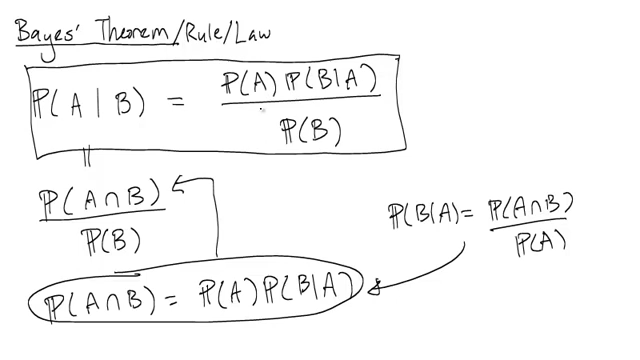 Bayes' Theorem/Rule/Law
ℙ(A|B) = ℙ(A)ℙ(B|A) / ℙ(B)
||
ℙ(A∩B) / ℙ(B)
ℙ(B|A) = ℙ(A∩B) / ℙ(A)
ℙ(A∩B) = ℙ(A)ℙ(B|A)